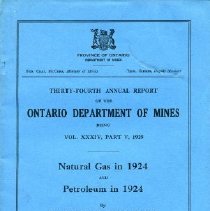 PROVINCE OF ONTARIO
DEPARTMENT OF MINES
THIRTY-FOURTH ANNUAL REPORT
OF THE
ONTARIO DEPARTMENT OF MINES
BEING
VOL. XXXIV, PART V, 1925
Natural Gas in 1924
AND
Petroleum in 1924
By